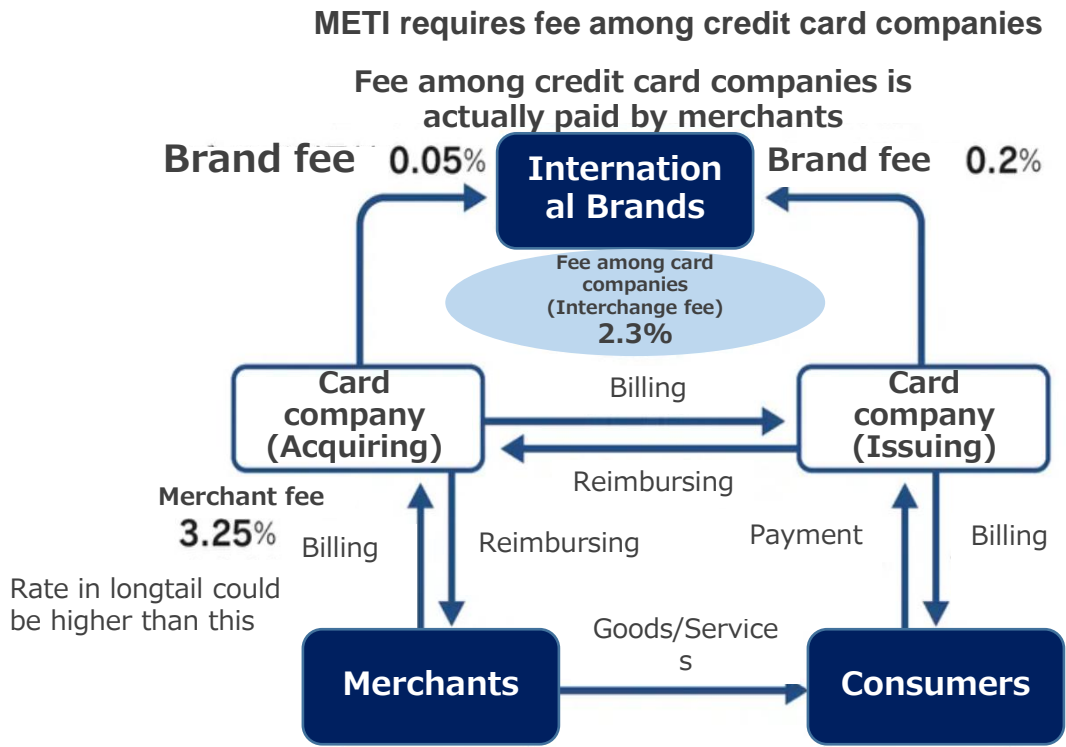 METI requires fee among credit card companies
Fee among credit card companies is
actually paid by merchants
Brand fee 0.05%
Internation
al Brands
Brand fee 0.2%
Fee among card
companies
(Interchange fee)
2.3%
Card
company
(Acquiring)
Billing
Card
company
(Issuing)
Reimbursing
Merchant fee
3.25%
Billing
Reimbursing
Payment
Billing
Rate in longtail could
be higher than this
Goods/Service
s
Merchants
Consumers